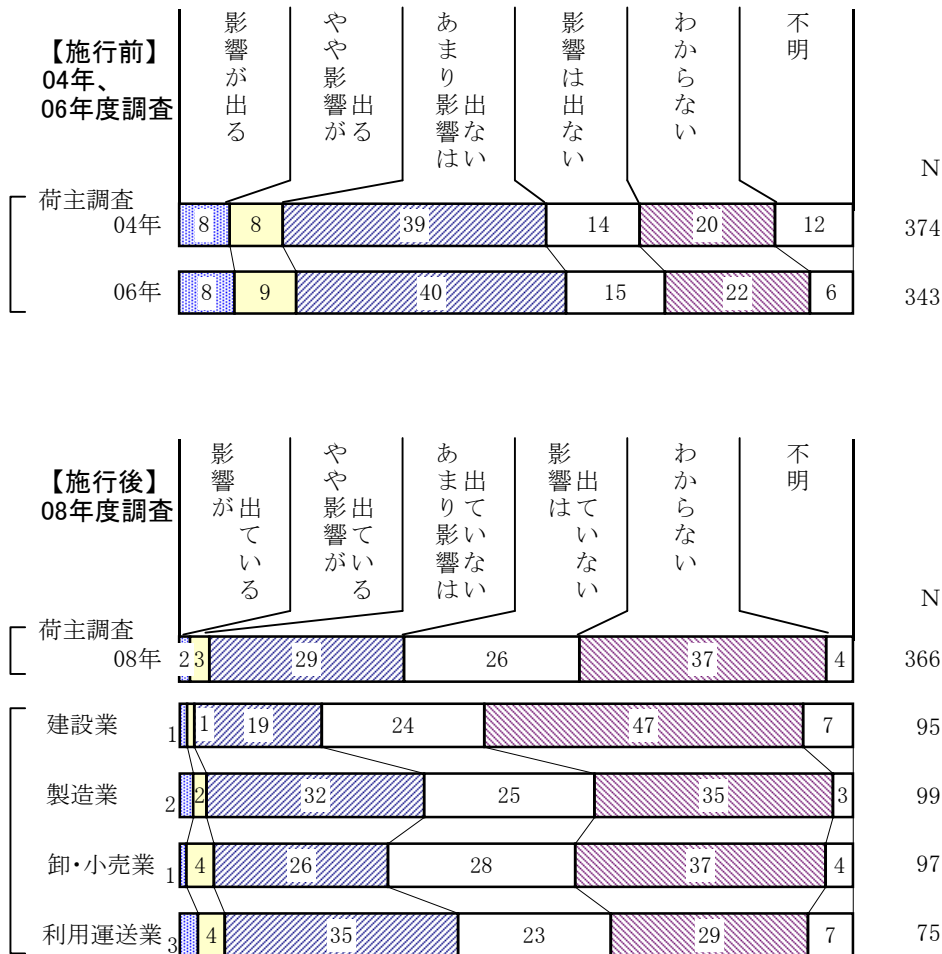 【施行前】
04年、
06年度調査
影響が出る
やや影響が
出る
あまり影響は
出ない
影響は出ない
わからない
不明
N
荷主調査
04年 8 8 39 14 20 12 374
06年 8 9 40 15 22 6 343
【施行後】
08年度調査
影響が
出ている
やや影響が
出ている
あまり影響は
出ていない
影響は
出ていない
わからない
不明
N
荷主調査
08年 2 3 29 26 37 4 366
建設業 1 1 19 24 47 7 95
製造業 2 2 32 25 35 3 99
卸・小売業 1 4 26 28 37 4 97
利用運送業 3 4 35 23 29 7 75